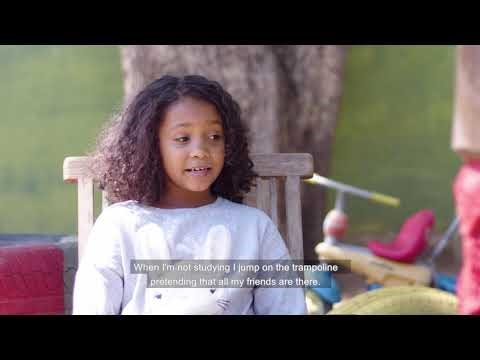 When I'm not studying I jump on the trampoline
pretending that all my friends are there.